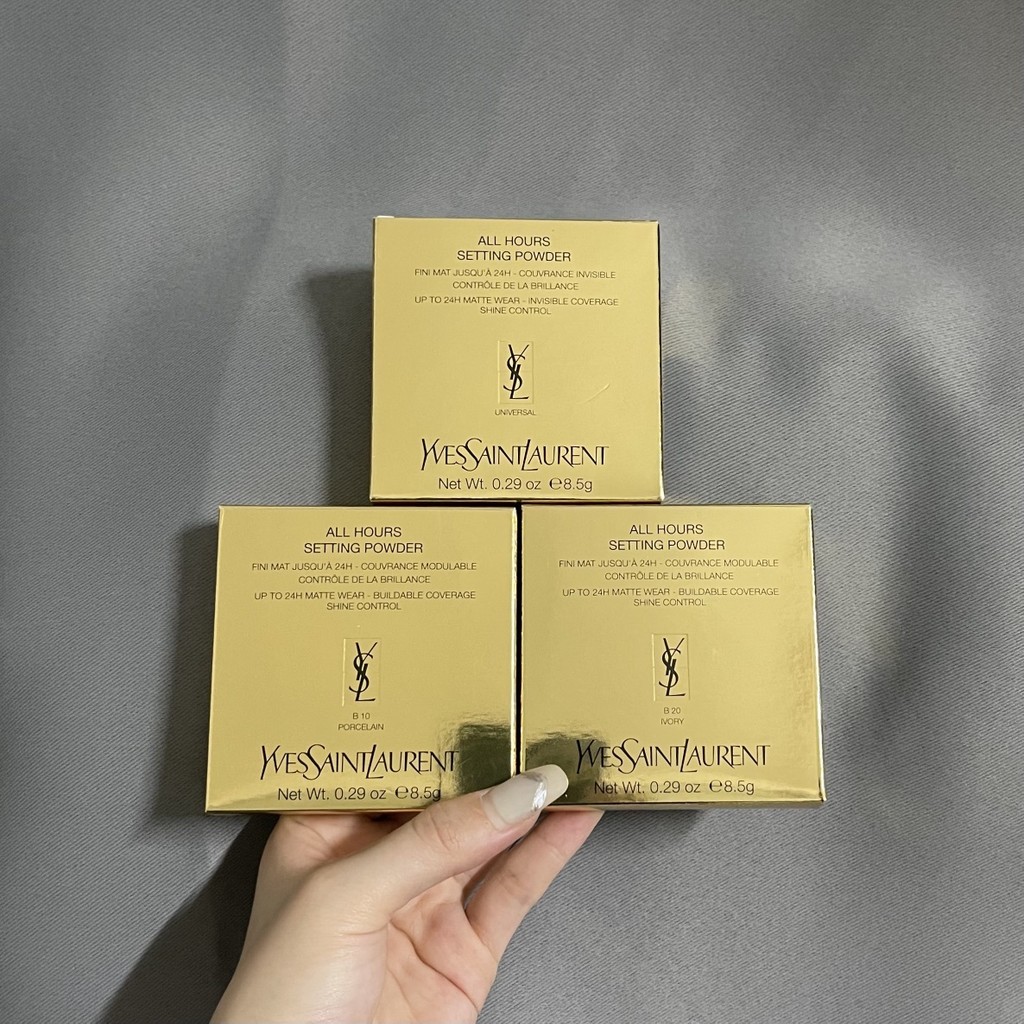 ALL HOURS
SETTING POWDER
FINI MAT JUSQU'À 24H - COUVRANCE INVISIBLE
CONTRÔLE DE LA BRILLANCE
UP TO 24H MATTE WEAR - INVISIBLE COVERAGE
SHINE CONTROL
YSL
UNIVERSAL
YVESSAINTLAURENT
Net Wt. 0.29 oz ℮8.5g
ALL HOURS
SETTING POWDER
FINI MAT JUSQU'À 24H - COUVRANCE MODULABLE
CONTRÔLE DE LA BRILLANCE
UP TO 24H MATTE WEAR - BUILDABLE COVERAGE
SHINE CONTROL
YSL
B 10
PORCELAIN
YVESSAINTLAURENT
Net Wt. 0.29 oz ℮8.5g
ALL HOURS
SETTING POWDER
FINI MAT JUSQU'À 24H - COUVRANCE MODULABLE
CONTRÔLE DE LA BRILLANCE
UP TO 24H MATTE WEAR - BUILDABLE COVERAGE
SHINE CONTROL
YSL
B 20
IVORY
YVESSAINTLAURENT
Net Wt. 0.29 oz ℮8.5g